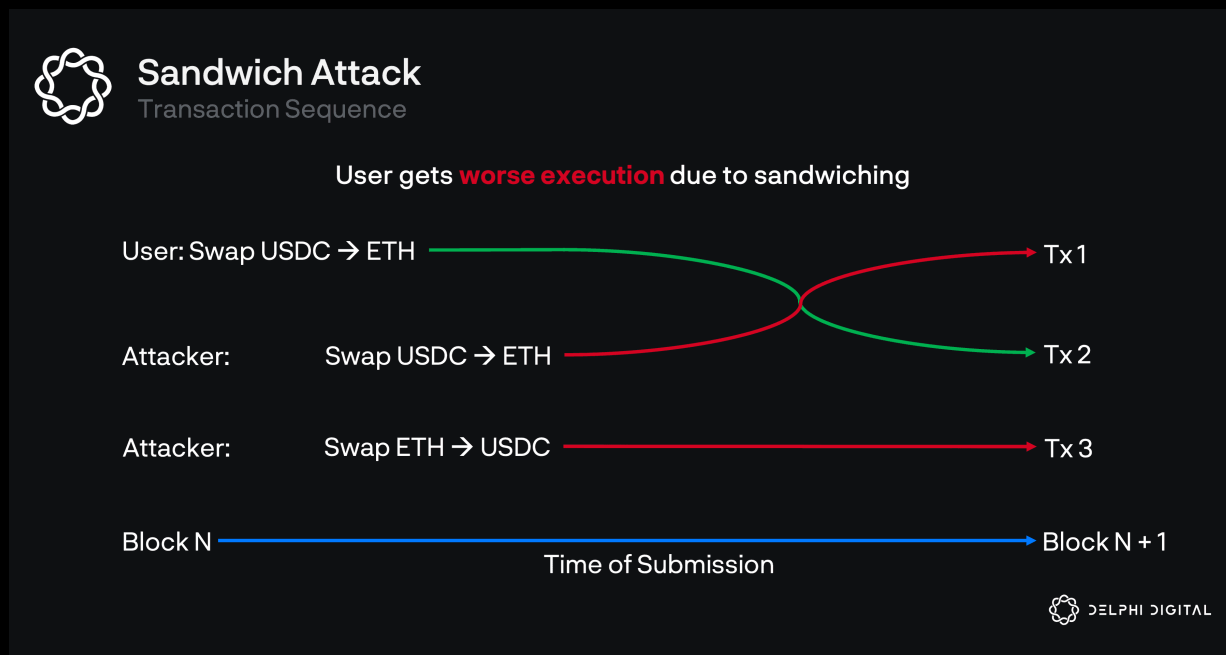 Sandwich Attack
Transaction Sequence
User gets worse execution due to sandwiching
User: Swap USDC → ETH
Tx 1
Attacker: Swap USDC → ETH
Tx 2
Attacker: Swap ETH → USDC
Tx 3
Block N
Block N + 1
Time of Submission
DELPHI DIGITAL